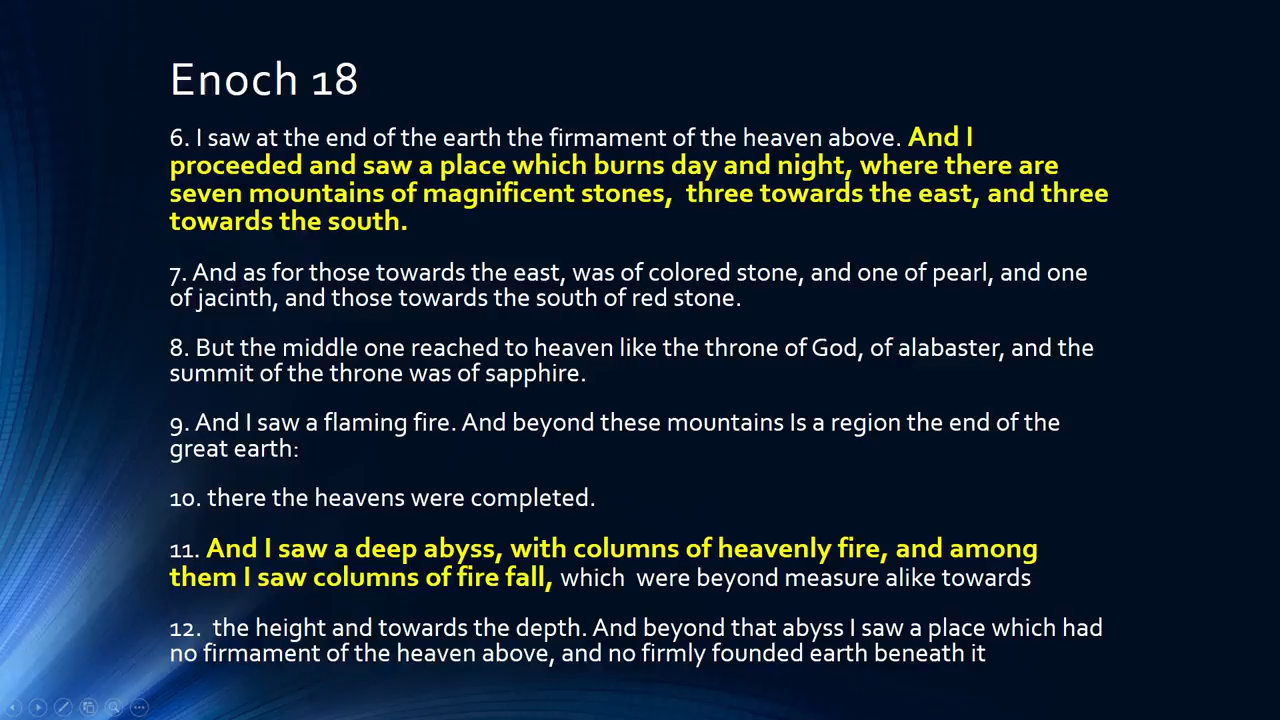 Enoch 18
6. I saw at the end of the earth the firmament of the heaven above. And I
proceeded and saw a place which burns day and night, where there are
seven mountains of magnificent stones,  three towards the east, and three
towards the south.
7. And as for those towards the east, was of colored stone, and one of pearl, and one
of jacinth, and those towards the south of red stone.
8. But the middle one reached to heaven like the throne of God, of alabaster, and the
summit of the throne was of sapphire.
9. And I saw a flaming fire. And beyond these mountains Is a region the end of the
great earth:
10. there the heavens were completed.
11. And I saw a deep abyss, with columns of heavenly fire, and among
them I saw columns of fire fall, which  were beyond measure alike towards
12.  the height and towards the depth. And beyond that abyss I saw a place which had
no firmament of the heaven above, and no firmly founded earth beneath it